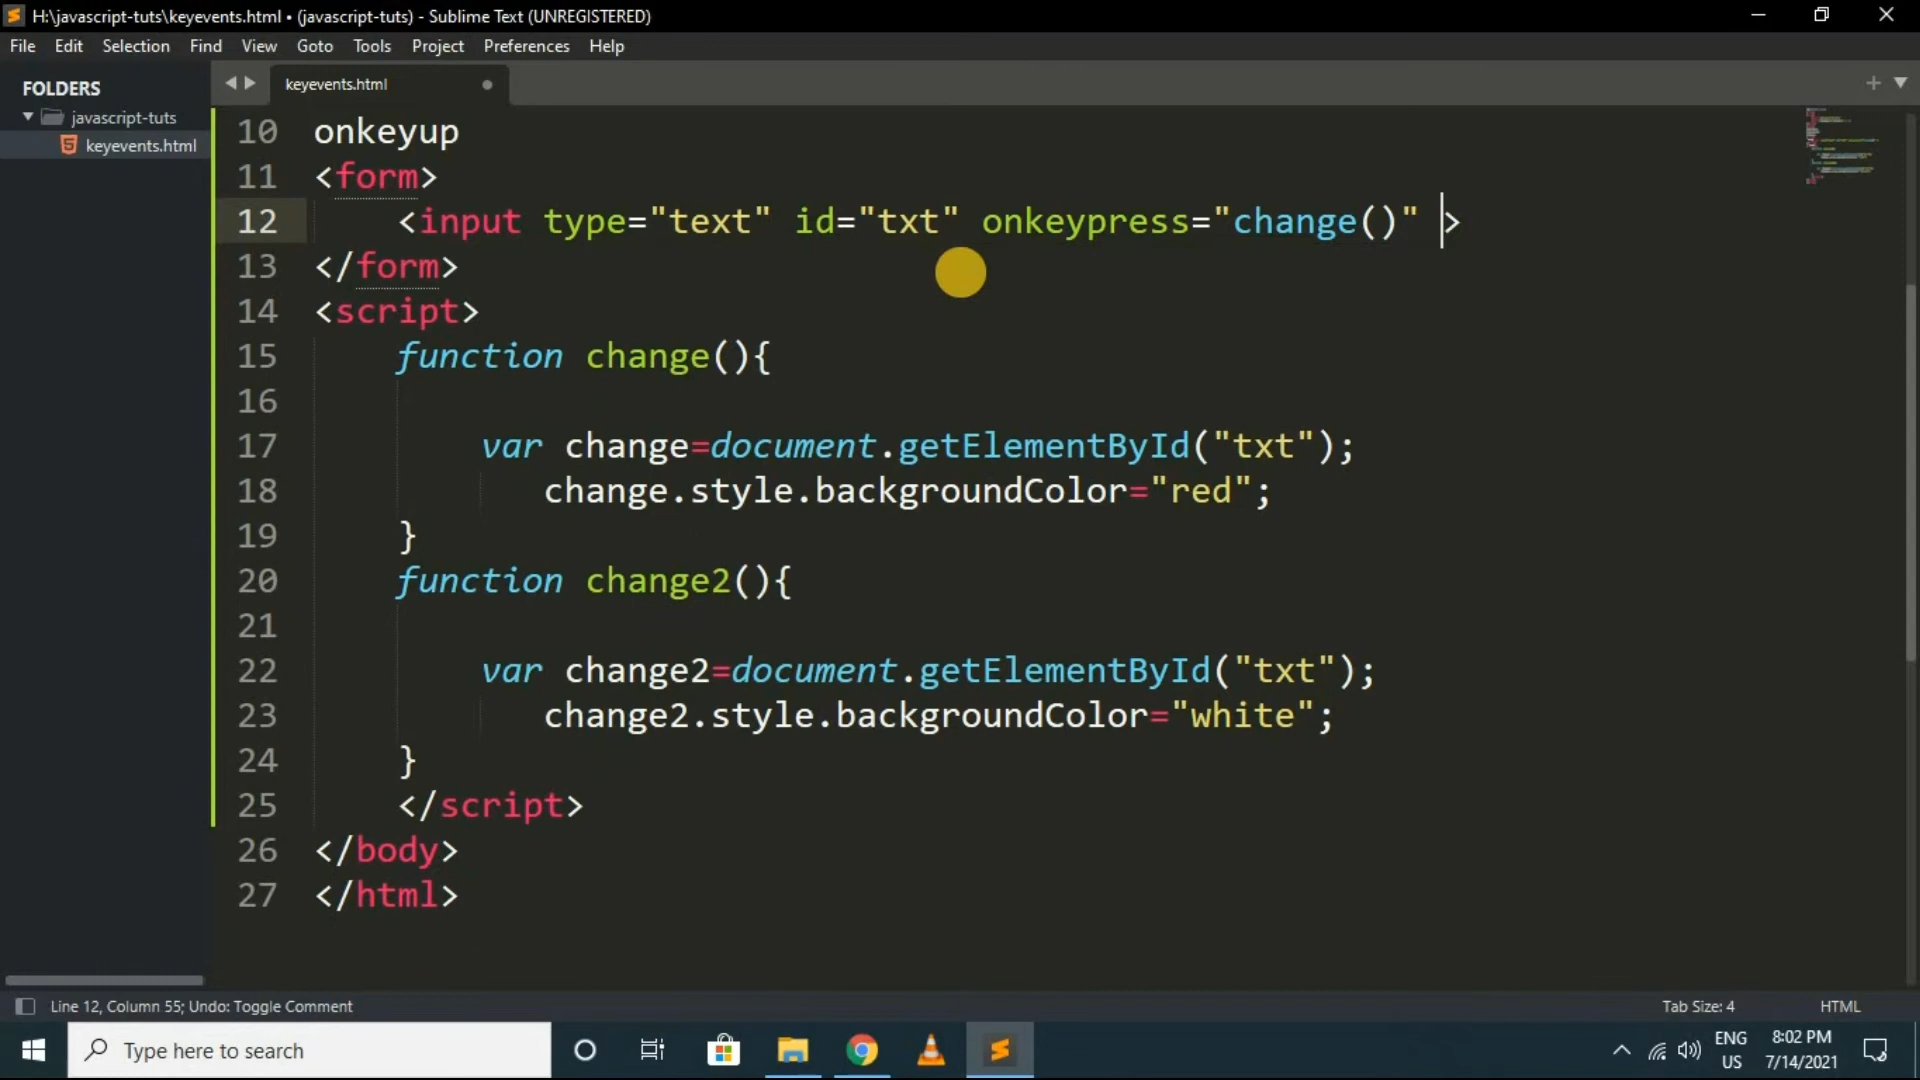 H:\javascript-tuts\keyevents.html • (javascript-tuts) - Sublime Text (UNREGISTERED)
File Edit Selection Find View Goto Tools Project Preferences Help
FOLDERS
javascript-tuts
keyevents.html
keyevents.html
10 onkeyup
11 <form>
12 <input type="text" id="txt" onkeypress="change()" >
13 </form>
14 <script>
15 function change(){
16
17 var change=document.getElementById("txt");
18 change.style.backgroundColor="red";
19 }
20 function change2(){
21
22 var change2=document.getElementById("txt");
23 change2.style.backgroundColor="white";
24 }
25 </script>
26 </body>
27 </html>
Line 12, Column 55; Undo: Toggle Comment
Tab Size: 4
HTML
Type here to search
ENG
US
8:02 PM
7/14/2021